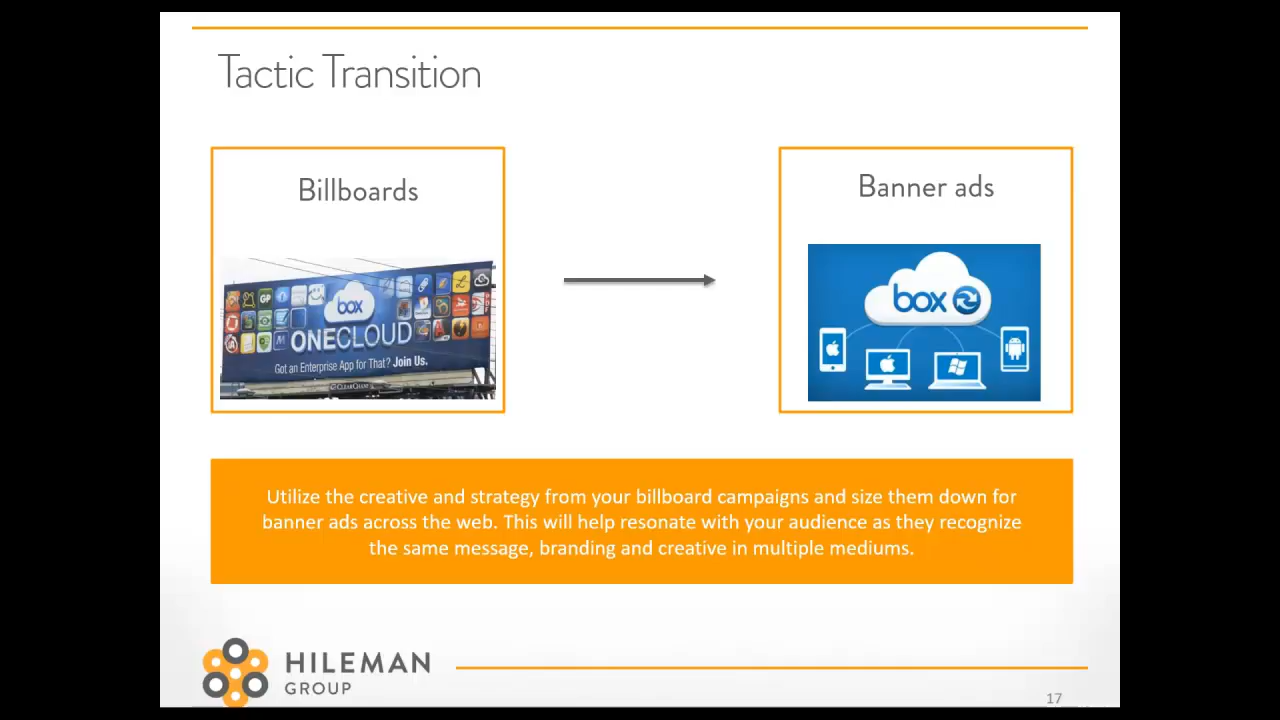 Tactic Transition
Billboards
Banner ads
GP
box
ONECLOUD
Got an Enterprise App for That? Join Us.
CLEARCHANNEL
box
Utilize the creative and strategy from your billboard campaigns and size them down for
banner ads across the web. This will help resonate with your audience as they recognize
the same message, branding and creative in multiple mediums.
HILEMAN
GROUP
17